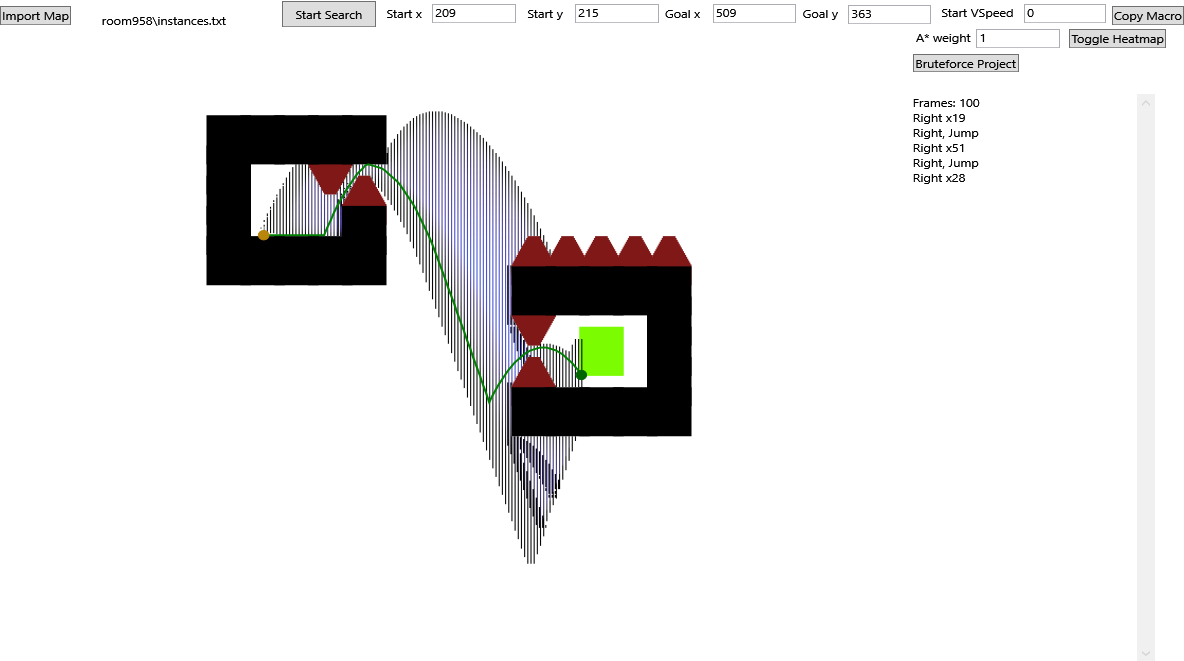 Import Map
room958\instances.txt
Start Search
Start x 209
Start y 215
Goal x 509
Goal y 363
Start VSpeed 0
Copy Macro
A* weight 1
Toggle Heatmap
Bruteforce Project
Frames: 100
Right x19
Right, Jump
Right x51
Right, Jump
Right x28